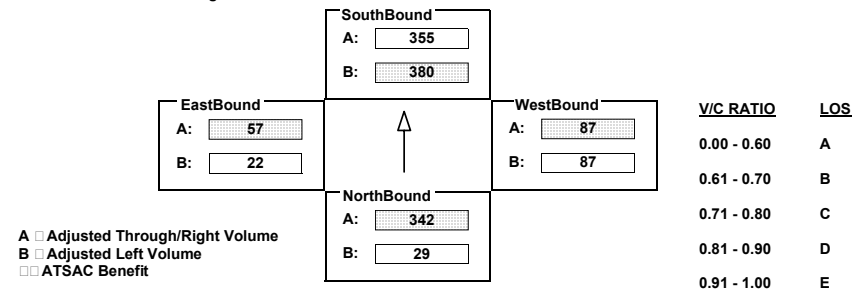 SouthBound
A: 355
B: 380
EastBound
A: 57
B: 22
WestBound
A: 87
B: 87
NorthBound
A: 342
B: 29
A □ Adjusted Through/Right Volume
B □ Adjusted Left Volume
□□ ATSAC Benefit
V/C RATIO LOS
0.00 - 0.60 A
0.61 - 0.70 B
0.71 - 0.80 C
0.81 - 0.90 D
0.91 - 1.00 E